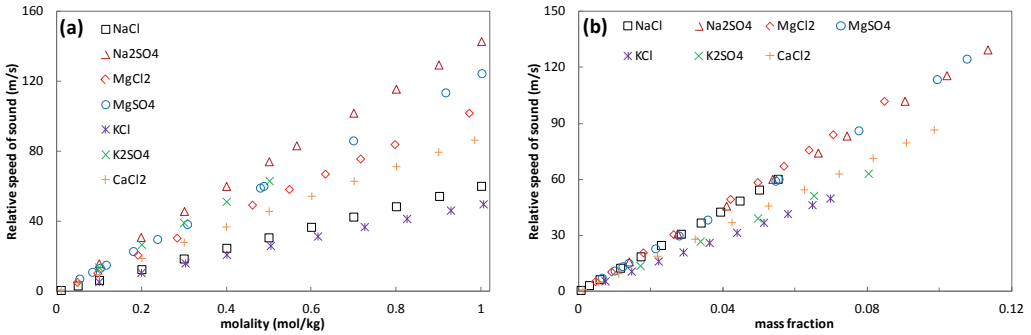 (a)
NaCl
Na2SO4
MgCl2
MgSO4
KCl
K2SO4
CaCl2
160
120
80
40
0
0
0.2
0.4
0.6
0.8
1
Relative speed of sound (m/s)
molality (mol/kg)
(b)
NaCl
Na2SO4
MgCl2
MgSO4
KCl
K2SO4
CaCl2
150
120
90
60
30
0
0
0.04
0.08
0.12
Relative speed of sound (m/s)
mass fraction